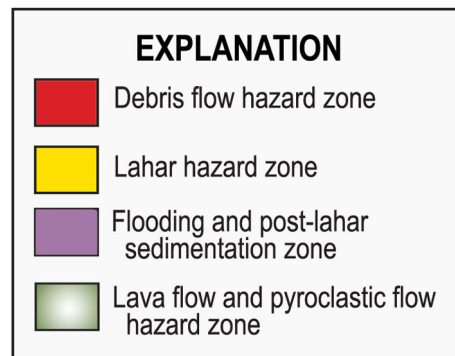 EXPLANATION
Debris flow hazard zone
Lahar hazard zone
Flooding and post-lahar
sedimentation zone
Lava flow and pyroclastic flow
hazard zone